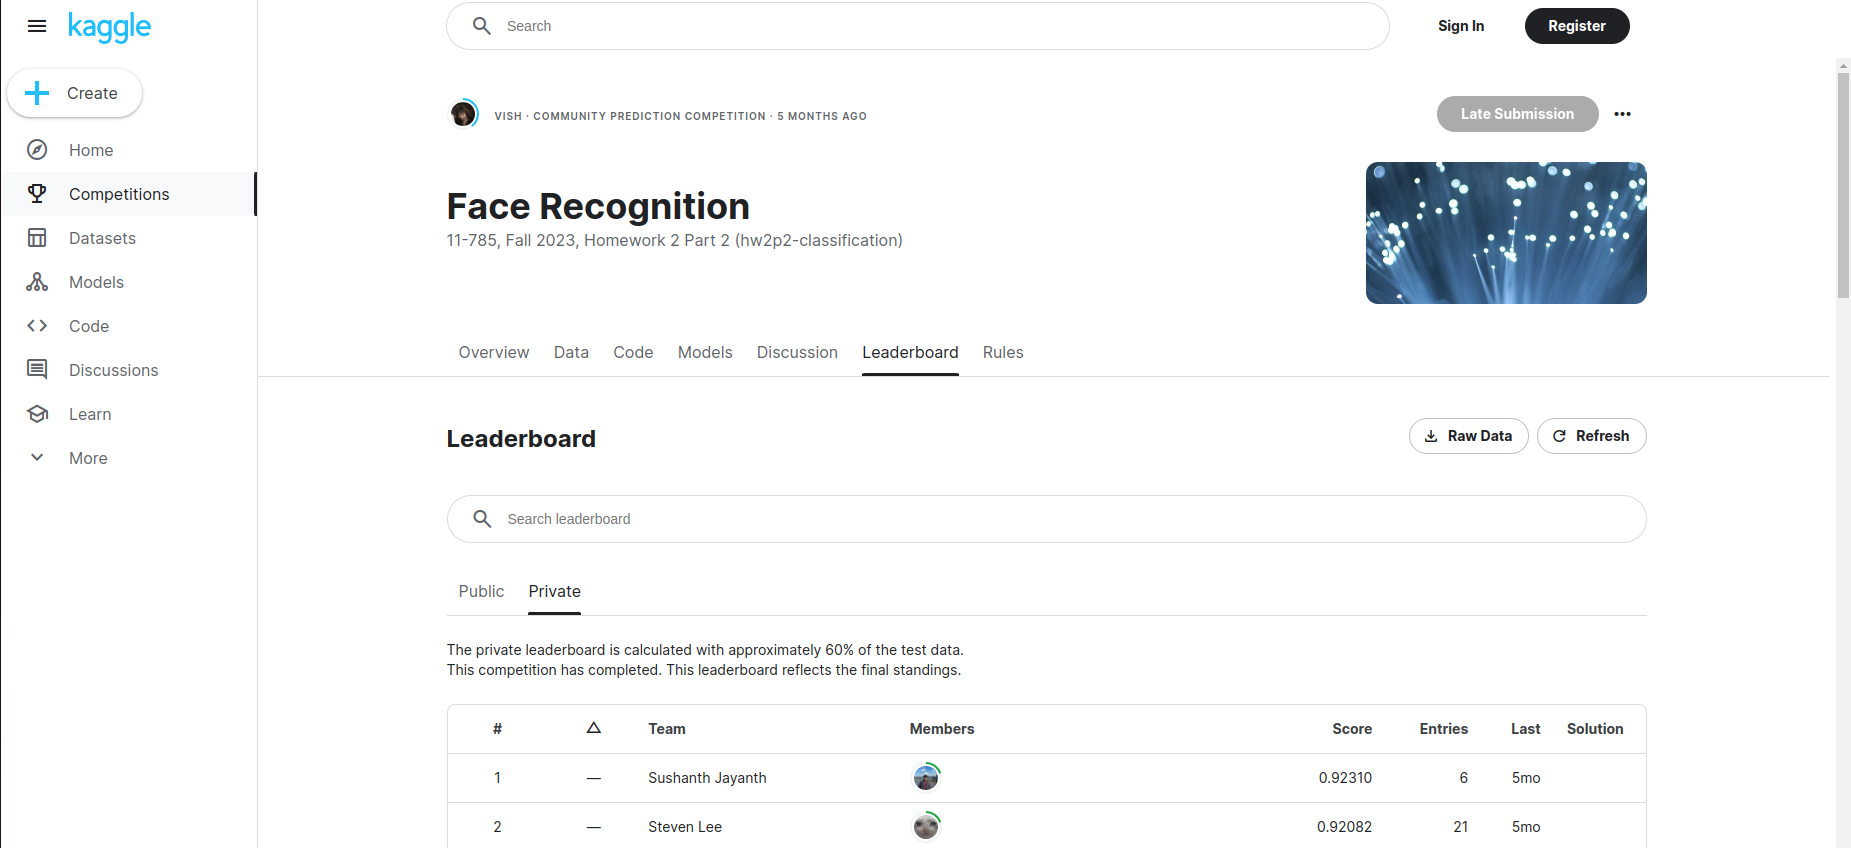 kaggle
Search
Sign In
Register
Create
Home
Competitions
Datasets
Models
Code
Discussions
Learn
More
VISH · COMMUNITY PREDICTION COMPETITION · 5 MONTHS AGO
Late Submission
Face Recognition
11-785, Fall 2023, Homework 2 Part 2 (hw2p2-classification)
Overview Data Code Models Discussion Leaderboard Rules
Leaderboard
Raw Data
Refresh
Search leaderboard
Public Private
The private leaderboard is calculated with approximately 60% of the test data.
This competition has completed. This leaderboard reflects the final standings.
# △ Team Members Score Entries Last Solution
1 — Sushanth Jayanth 0.92310 6 5mo
2 — Steven Lee 0.92082 21 5mo